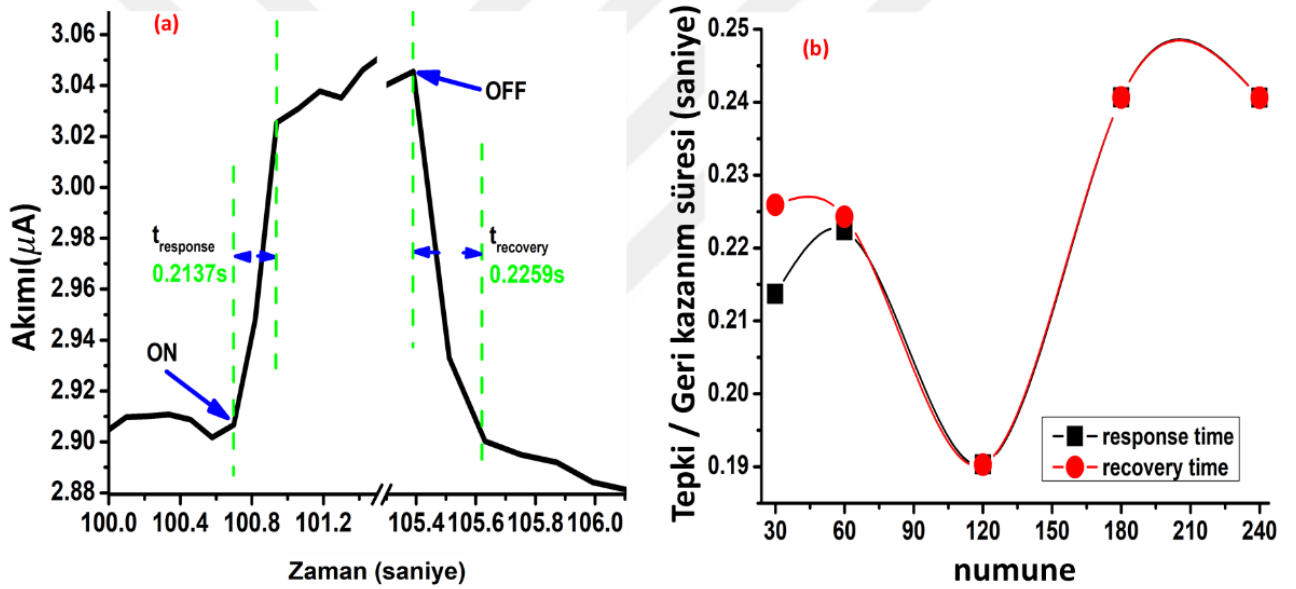 (a)
3.06
3.04
3.02
3.00
2.98
2.96
2.94
2.92
2.90
2.88
Akımı(μA)
OFF
ON
t_response
0.2137s
t_recovery
0.2259s
100.0 100.4 100.8 101.2 105.4 105.6 105.8 106.0
Zaman (saniye)
(b)
0.25
0.24
0.23
0.22
0.21
0.20
0.19
Tepki / Geri kazanım süresi (saniye)
response time
recovery time
30 60 90 120 150 180 210 240
numune